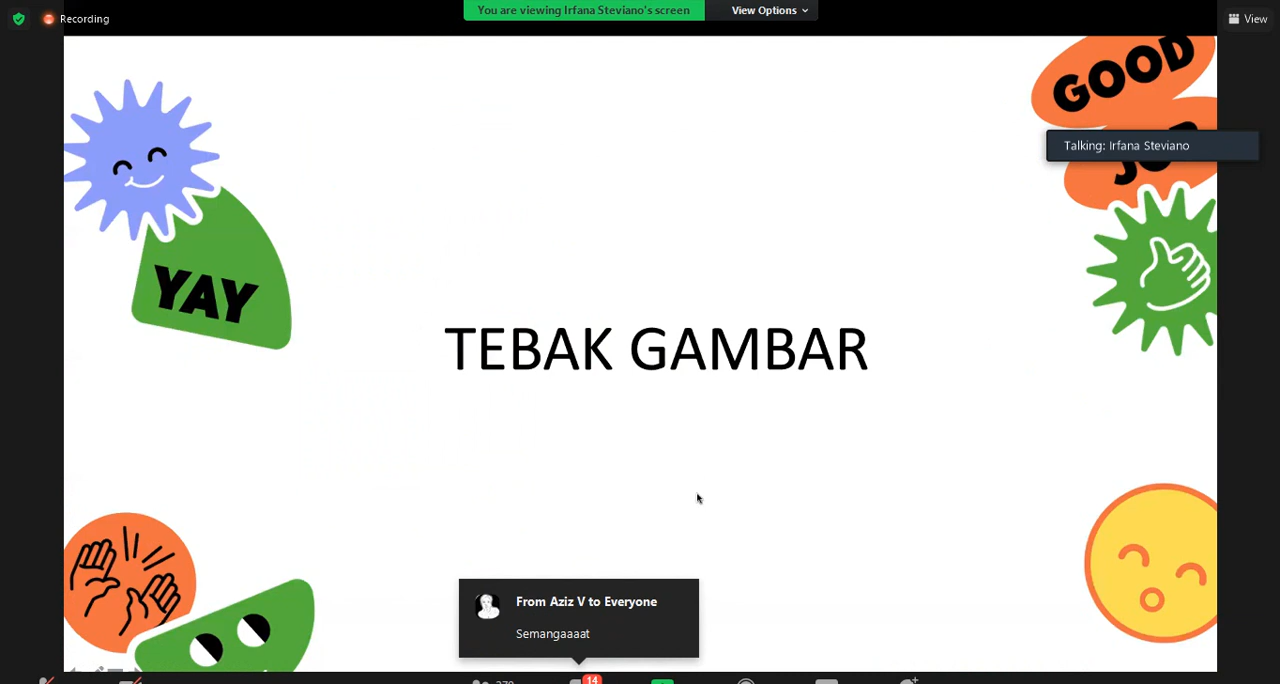 Recording
You are viewing Irfana Steviano's screen
View Options
View
GOOD
Talking: Irfana Steviano
YAY
TEBAK GAMBAR
From Aziz V to Everyone
Semangaaaat
14